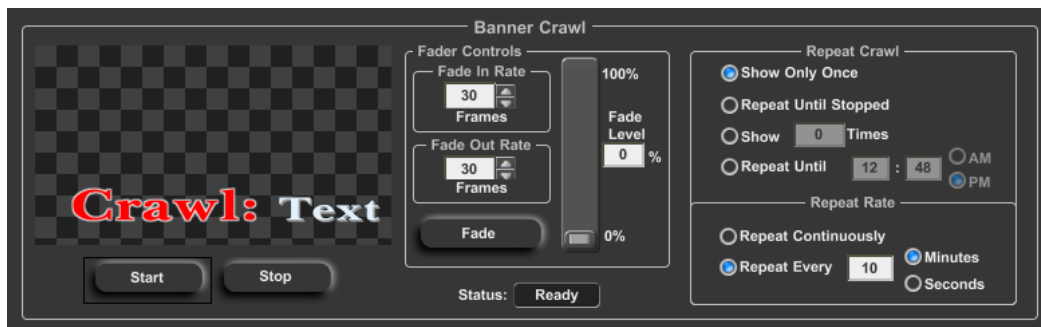 Banner Crawl
Crawl: Text
Start
Stop
Fader Controls
Fade In Rate
30
Frames
Fade Out Rate
30
Frames
Fade
100%
Fade
Level
0 %
0%
Status: Ready
Repeat Crawl
Show Only Once
Repeat Until Stopped
Show 0 Times
Repeat Until 12 : 48 AM
PM
Repeat Rate
Repeat Continuously
Repeat Every 10 Minutes
Seconds